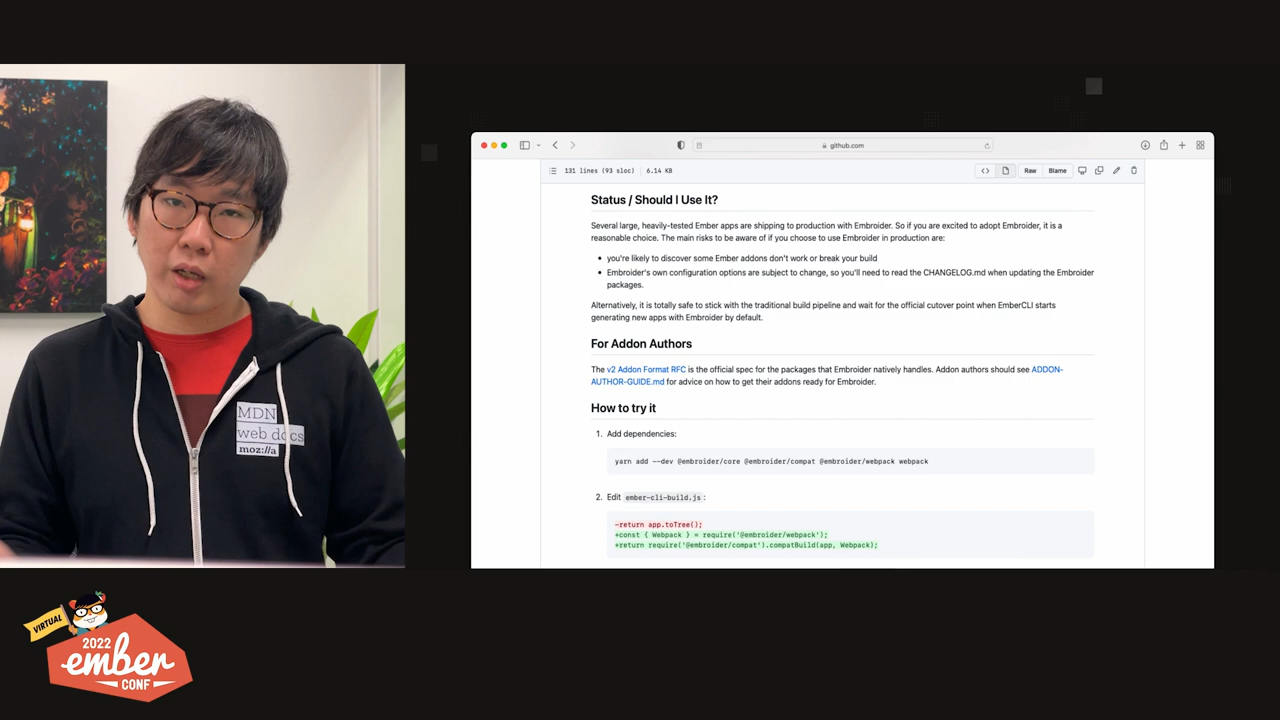 MDN
web docs
moz://a
VIRTUAL
2022
ember
CONF
github.com
131 lines (93 sloc)
6.14 KB
Raw
Blame
Status / Should I Use It?
Several large, heavily-tested Ember apps are shipping to production with Embroider. So if you are excited to adopt Embroider, it is a
reasonable choice. The main risks to be aware of if you choose to use Embroider in production are:
• you're likely to discover some Ember addons don't work or break your build
• Embroider's own configuration options are subject to change, so you'll need to read the CHANGELOG.md when updating the Embroider
packages.
Alternatively, it is totally safe to stick with the traditional build pipeline and wait for the official cutover point when EmberCLI starts
generating new apps with Embroider by default.
For Addon Authors
The v2 Addon Format RFC is the official spec for the packages that Embroider natively handles. Addon authors should see ADDON-
AUTHOR-GUIDE.md for advice on how to get their addons ready for Embroider.
How to try it
1. Add dependencies:
yarn add --dev @embroider/core @embroider/compat @embroider/webpack webpack
2. Edit ember-cli-build.js:
-return app.toTree();
+const { Webpack } = require('@embroider/webpack');
+return require('@embroider/compat').compatBuild(app, Webpack);